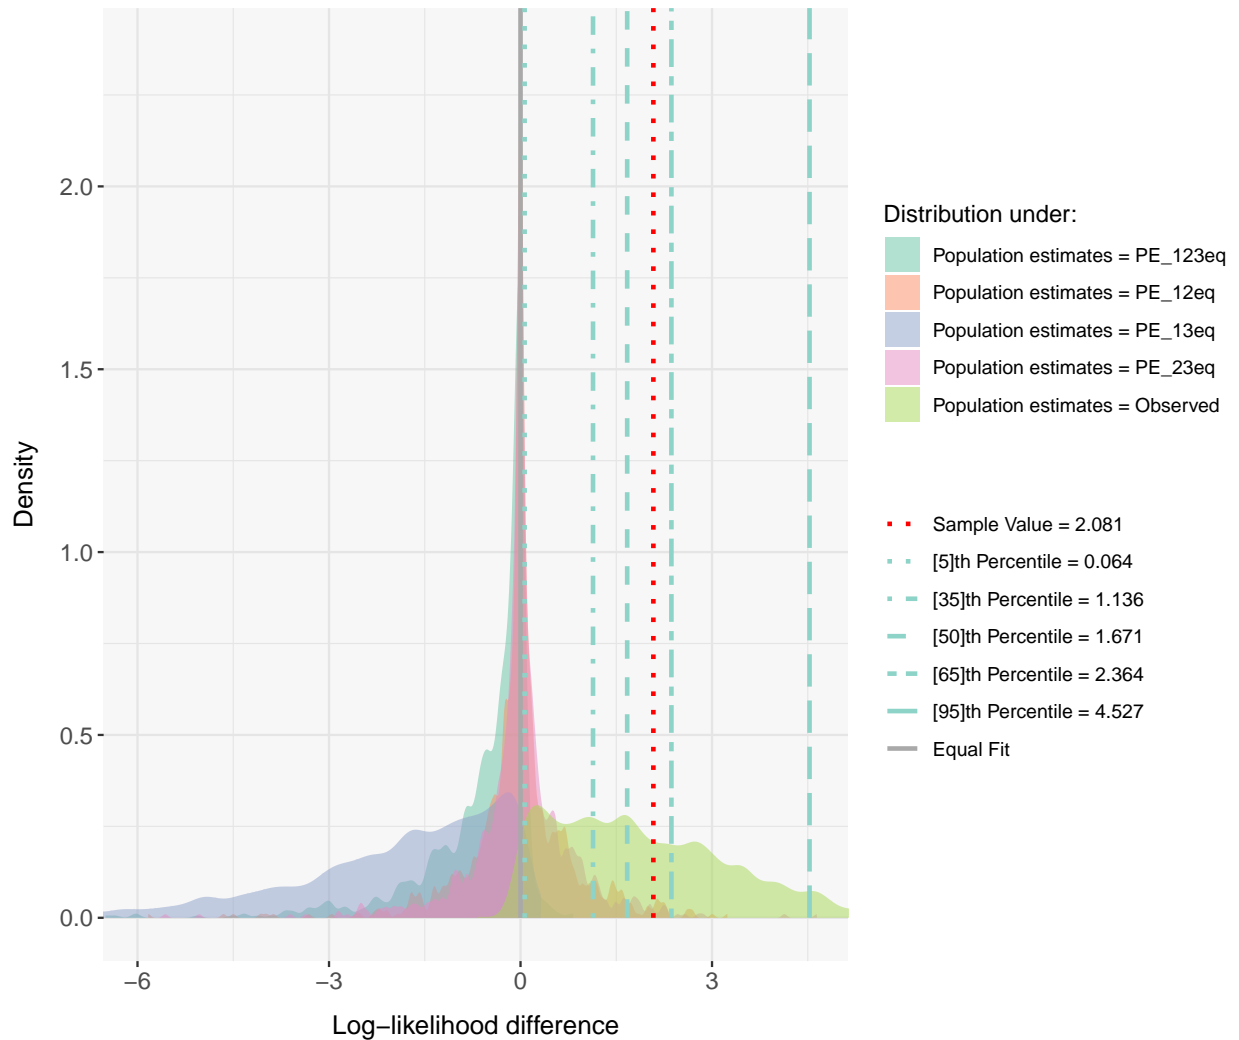 2.0
1.5
1.0
0.5
0.0
Density
−6
−3
0
3
Log−likelihood difference
Distribution under:
Population estimates = PE_123eq
Population estimates = PE_12eq
Population estimates = PE_13eq
Population estimates = PE_23eq
Population estimates = Observed
Sample Value = 2.081
[5]th Percentile = 0.064
[35]th Percentile = 1.136
[50]th Percentile = 1.671
[65]th Percentile = 2.364
[95]th Percentile = 4.527
Equal Fit